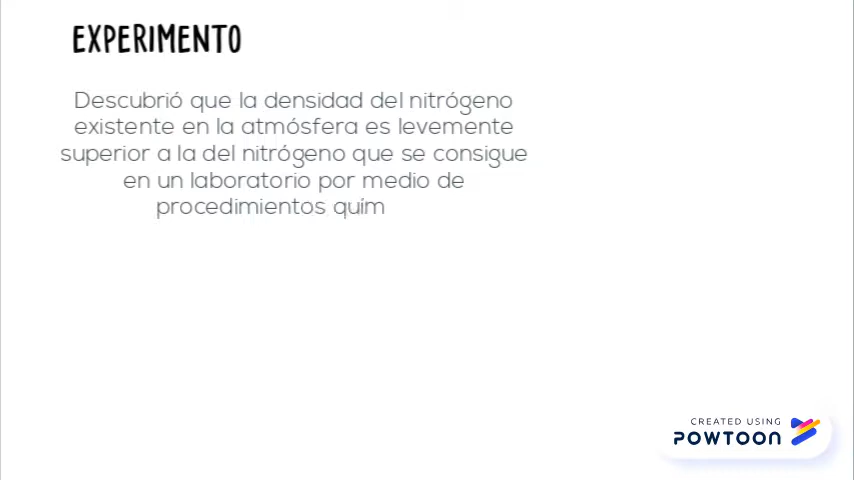 EXPERIMENTO
Descubrió que la densidad del nitrógeno
existente en la atmósfera es levemente
superior a la del nitrógeno que se consigue
en un laboratorio por medio de
procedimientos quím
CREATED USING
POWTOON